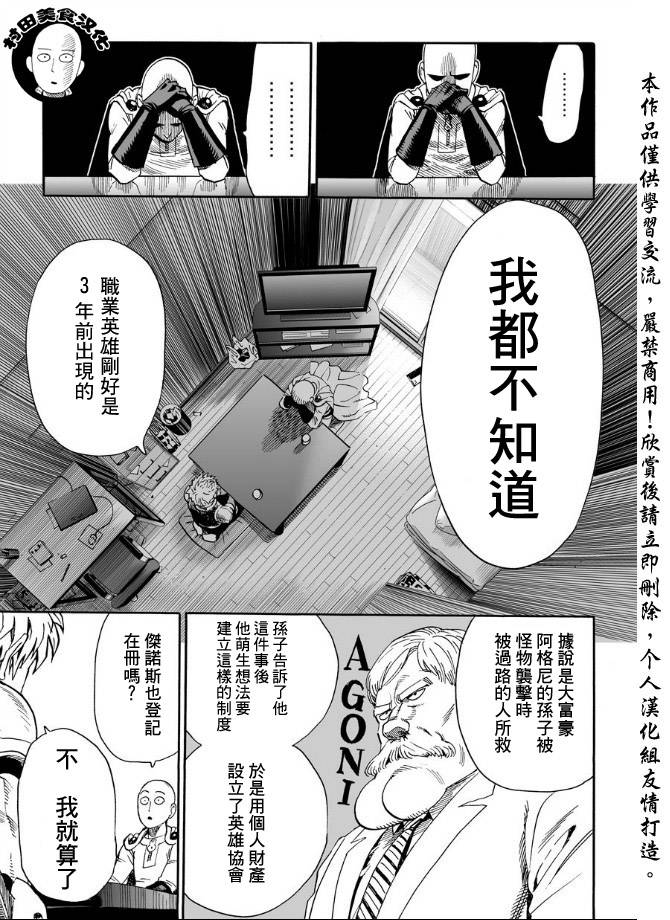 村田美食汉化
…………
…………
我都不知道
職業英雄剛好是
3年前出現的
據說是大富豪
阿格尼的孫子被
怪物襲擊時
被過路的人所救
AGONI
孫子告訴了他
這件事後
他萌生想法要
建立這樣的制度
於是用個人財產
設立了英雄協會
傑諾斯也登記
在冊嗎?
不 我就算了
本作品僅供學習交流，嚴禁商用！欣賞後請立即刪除，个人漢化組友情打造。